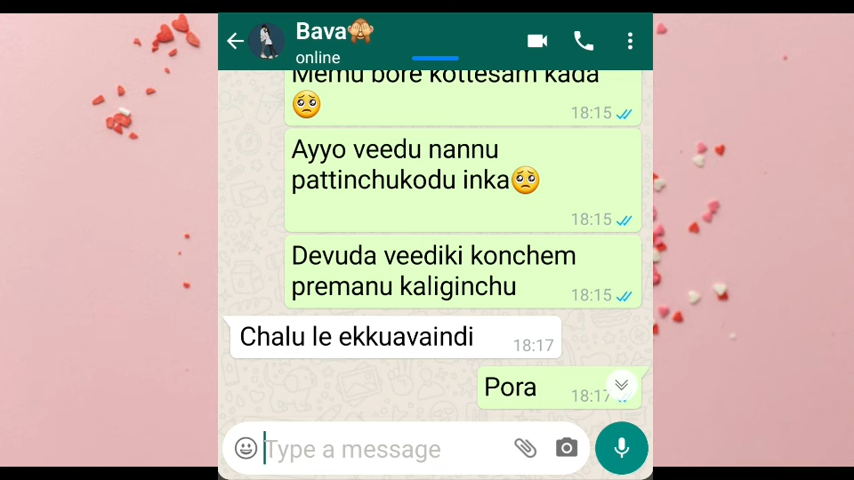 Bava🙈
online
Memu bore kottesam kada
🥺
18:15
Ayyo veedu nannu
pattinchukodu inka🥺
18:15
Devuda veediki konchem
premanu kaliginchu
18:15
Chalu le ekkuavaindi
18:17
Pora
18:17
Type a message